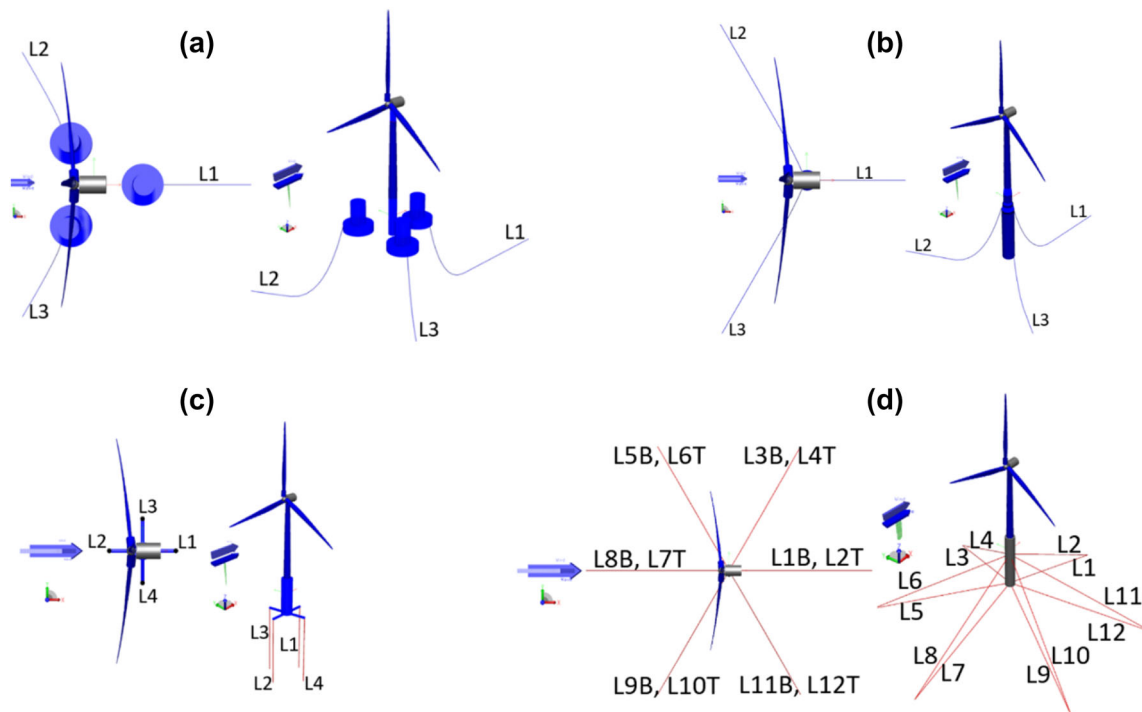 (a)
L2
L1
L3
L1
L2
L3
(b)
L2
L1
L3
L1
L2
L3
(c)
L3
L2
L1
L4
L3
L1
L2
L4
(d)
L5B, L6T
L3B, L4T
L8B, L7T
L1B, L2T
L9B, L10T
L11B, L12T
L4
L2
L3
L1
L6
L5
L11
L12
L8
L7
L10
L9